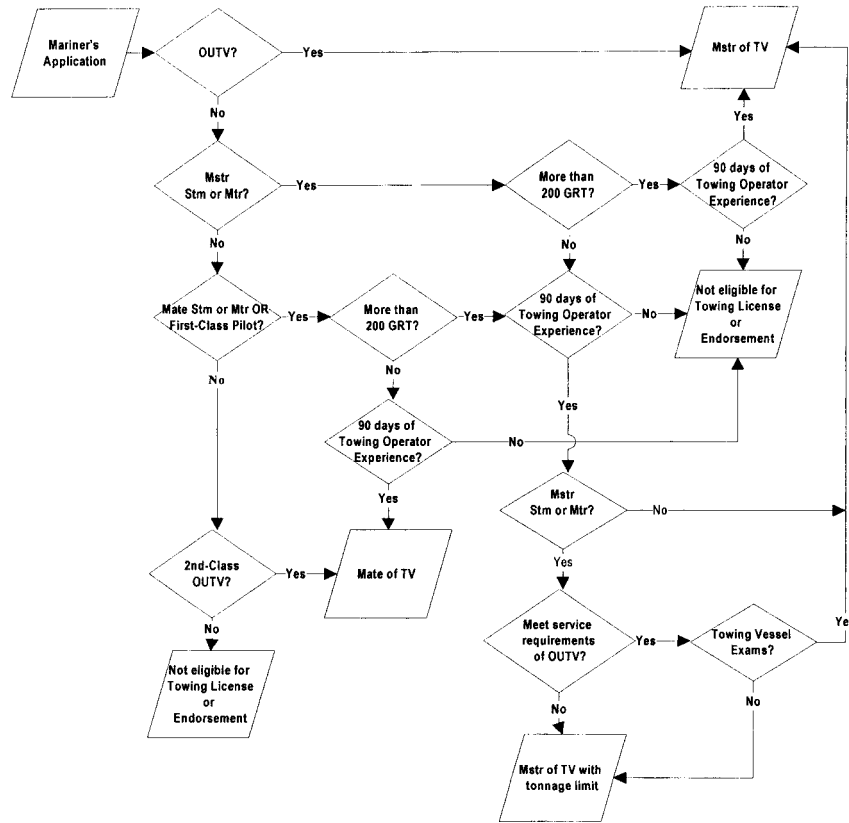 Mariner's
Application
OUTV?
Yes
Mstr of TV
No
Yes
Mstr
Stm or Mtr?
Yes
More than
200 GRT?
Yes
90 days of
Towing Operator
Experience?
No
No
No
Mate Stm or Mtr OR
First-Class Pilot?
Yes
More than
200 GRT?
Yes
90 days of
Towing Operator
Experience?
No
Not eligible for
Towing License
or
Endorsement
No
No
Yes
90 days of
Towing Operator
Experience?
No
Yes
Mstr
Stm or Mtr?
No
2nd-Class
OUTV?
Yes
Mate of TV
Yes
No
Meet service
requirements
of OUTV?
Yes
Towing Vessel
Exams?
Ye
Not eligible for
Towing License
or
Endorsement
No
No
Mstr of TV with
tonnage limit